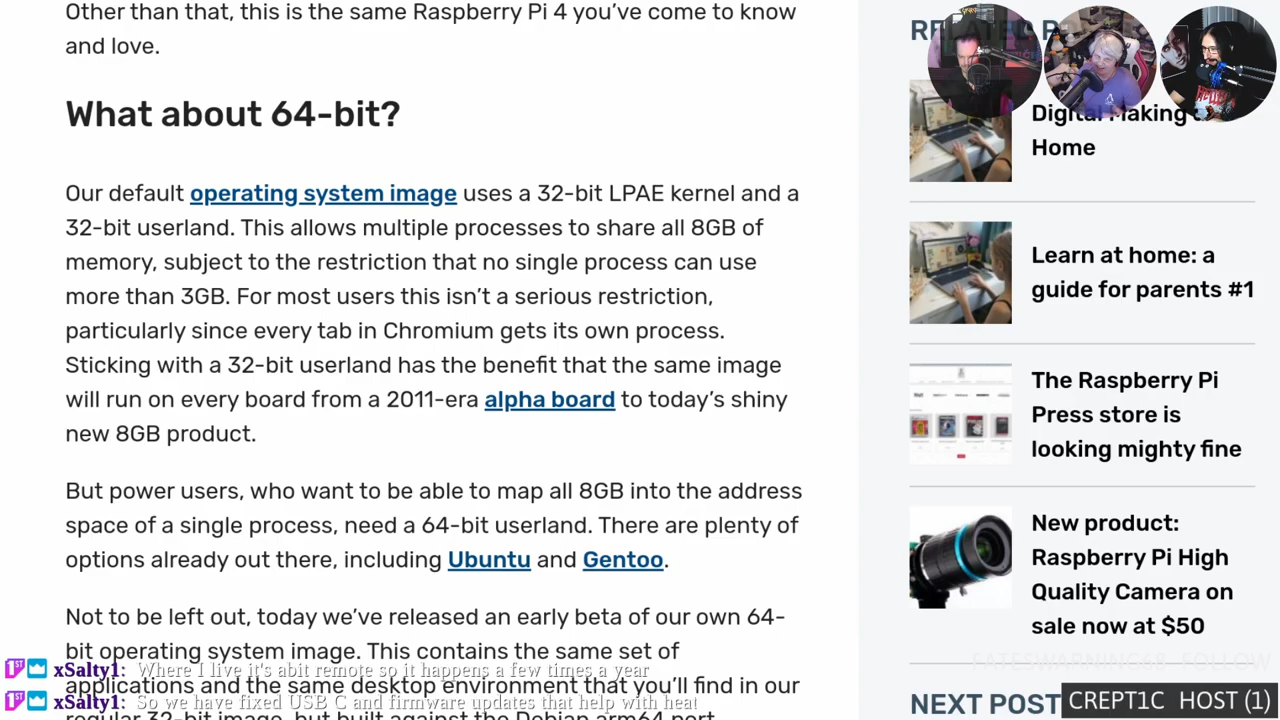 Other than that, this is the same Raspberry Pi 4 you've come to know
and love.
What about 64-bit?
Our default operating system image uses a 32-bit LPAE kernel and a
32-bit userland. This allows multiple processes to share all 8GB of
memory, subject to the restriction that no single process can use
more than 3GB. For most users this isn't a serious restriction,
particularly since every tab in Chromium gets its own process.
Sticking with a 32-bit userland has the benefit that the same image
will run on every board from a 2011-era alpha board to today's shiny
new 8GB product.
But power users, who want to be able to map all 8GB into the address
space of a single process, need a 64-bit userland. There are plenty of
options already out there, including Ubuntu and Gentoo.
Not to be left out, today we've released an early beta of our own 64-
bit operating system image. This contains the same set of
applications and the same desktop environment that you'll find in our
regular 32-bit image, but built against the Debian arm64 port.
1ST xSalty1: Where I live it's abit remote so it happens a few times a year
1ST xSalty1: So we have fixed USB C and firmware updates that help with heat
RELATED
Digital Making
Home
Learn at home: a
guide for parents #1
The Raspberry Pi
Press store is
looking mighty fine
New product:
Raspberry Pi High
Quality Camera on
sale now at $50
FATESWARNING68 FOLLOW
NEXT POST
CREPT1C HOST (1)